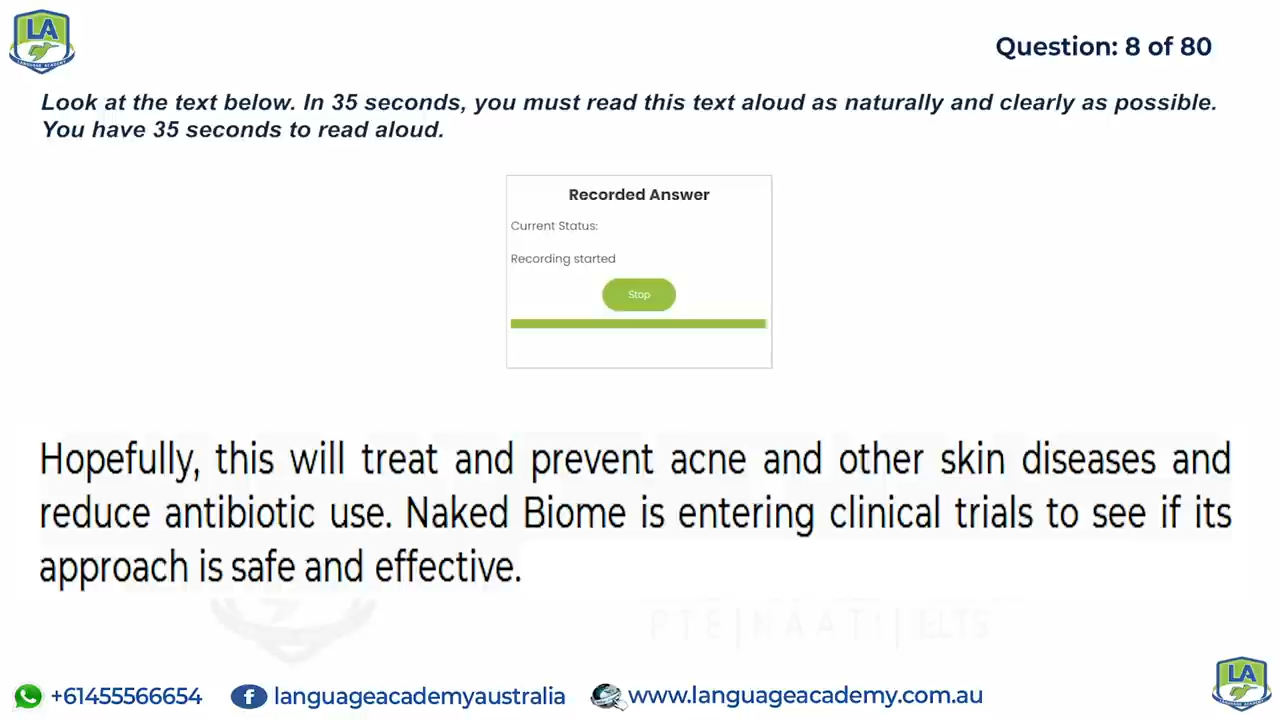 LA
LANGUAGE ACADEMY
Question: 8 of 80
Look at the text below. In 35 seconds, you must read this text aloud as naturally and clearly as possible.
You have 35 seconds to read aloud.
Recorded Answer
Current Status:
Recording started
Stop
Hopefully, this will treat and prevent acne and other skin diseases and
reduce antibiotic use. Naked Biome is entering clinical trials to see if its
approach is safe and effective.
PTE | NAATI | IELTS
+61455566654
languageacademyaustralia
www.languageacademy.com.au
LA